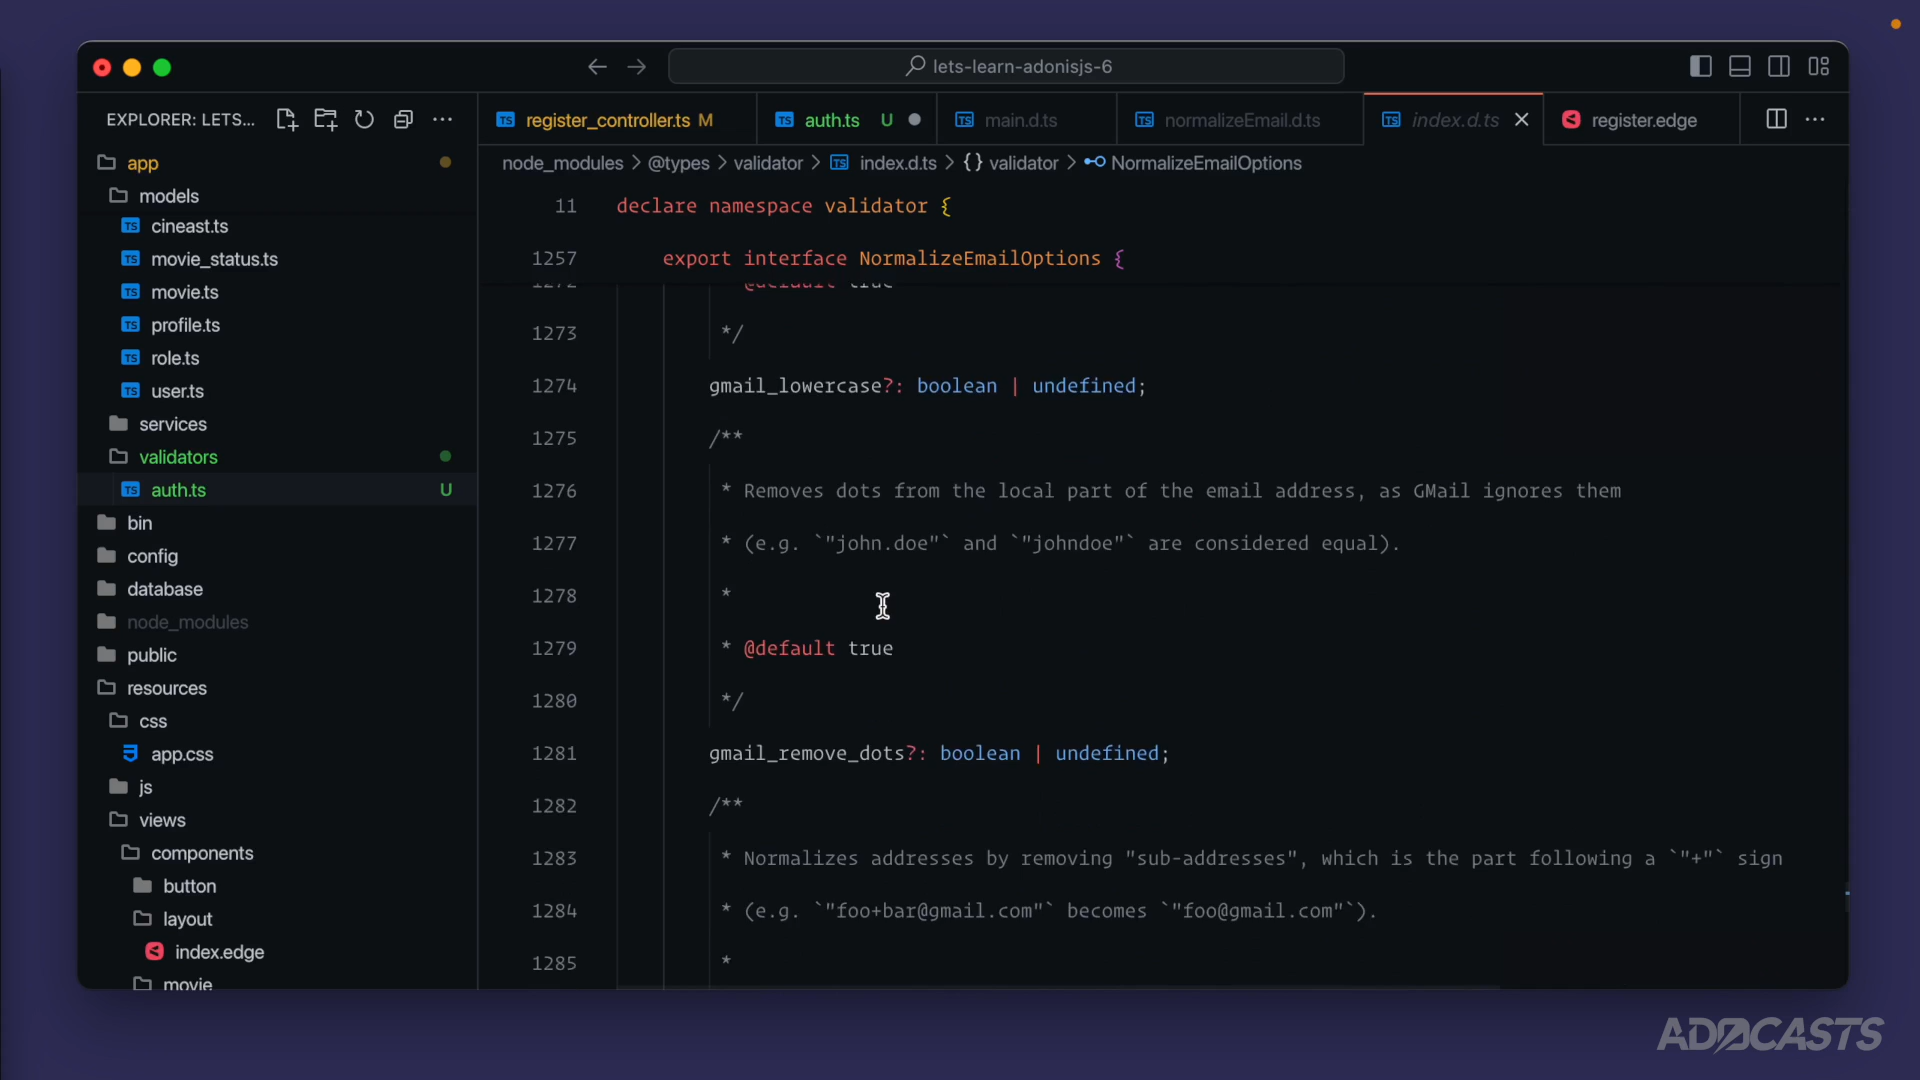 lets-learn-adonisjs-6
EXPLORER: LETS...
register_controller.ts M
auth.ts U
main.d.ts
normalizeEmail.d.ts
index.d.ts
register.edge
node_modules > @types > validator > index.d.ts > {} validator > NormalizeEmailOptions
app
models
cineast.ts
movie_status.ts
movie.ts
profile.ts
role.ts
user.ts
services
validators
auth.ts U
bin
config
database
node_modules
public
resources
css
app.css
js
views
components
button
layout
index.edge
movie
11 declare namespace validator {
1257 export interface NormalizeEmailOptions {
1272 @default true
1273 */
1274 gmail_lowercase?: boolean | undefined;
1275 /**
1276 * Removes dots from the local part of the email address, as GMail ignores them
1277 * (e.g. `"john.doe"` and `"johndoe"` are considered equal).
1278 *
1279 * @default true
1280 */
1281 gmail_remove_dots?: boolean | undefined;
1282 /**
1283 * Normalizes addresses by removing "sub-addresses", which is the part following a `"+"` sign
1284 * (e.g. `"foo+bar@gmail.com"` becomes `"foo@gmail.com"`).
1285 *
ADOCASTS